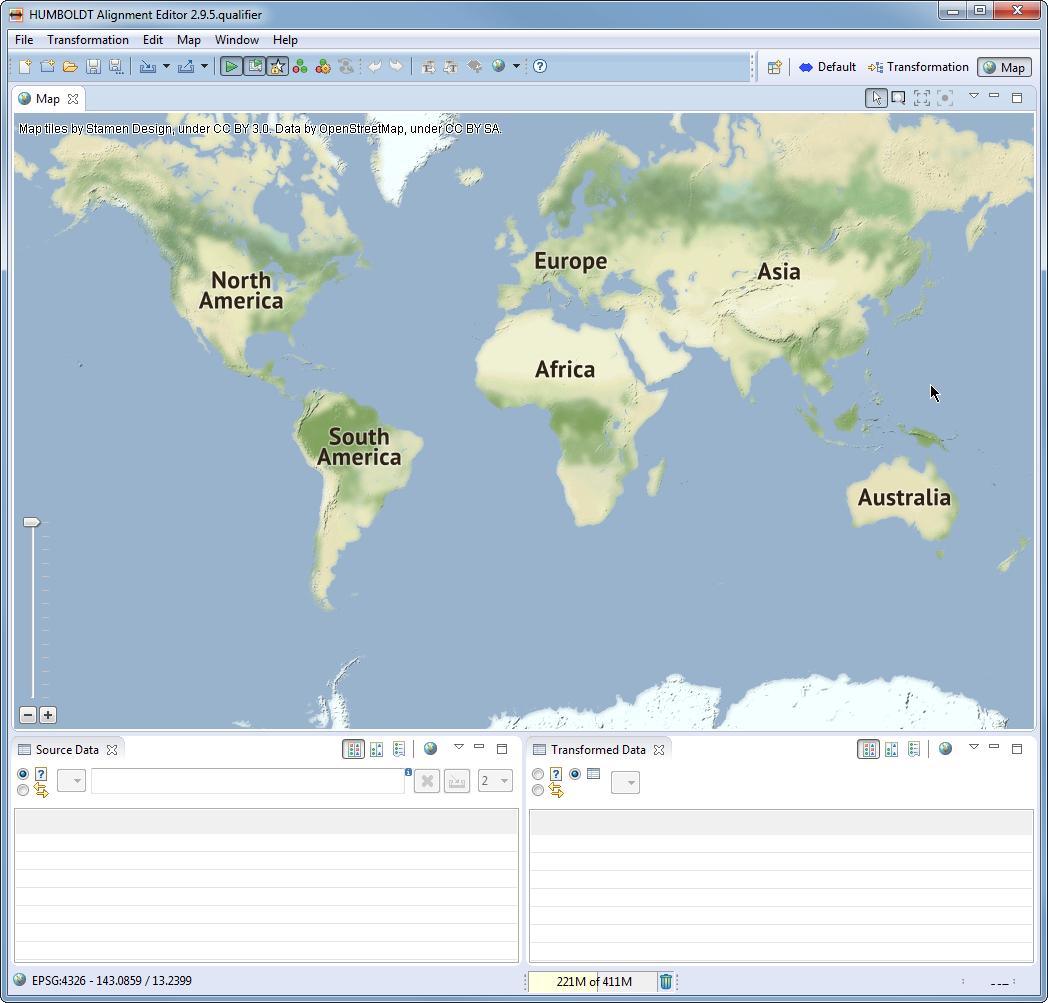 HUMBOLDT Alignment Editor 2.9.5.qualifier
File Transformation Edit Map Window Help
Default Transformation Map
Map
Map tiles by Stamen Design, under CC BY 3.0. Data by OpenStreetMap, under CC BY SA.
Europe
Asia
North
America
Africa
South
America
Australia
Source Data
Transformed Data
2
EPSG:4326 - 143.0859 / 13.2399
221M of 411M